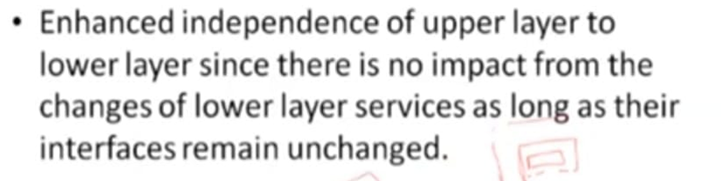 • Enhanced independence of upper layer to
lower layer since there is no impact from the
changes of lower layer services as long as their
interfaces remain unchanged.